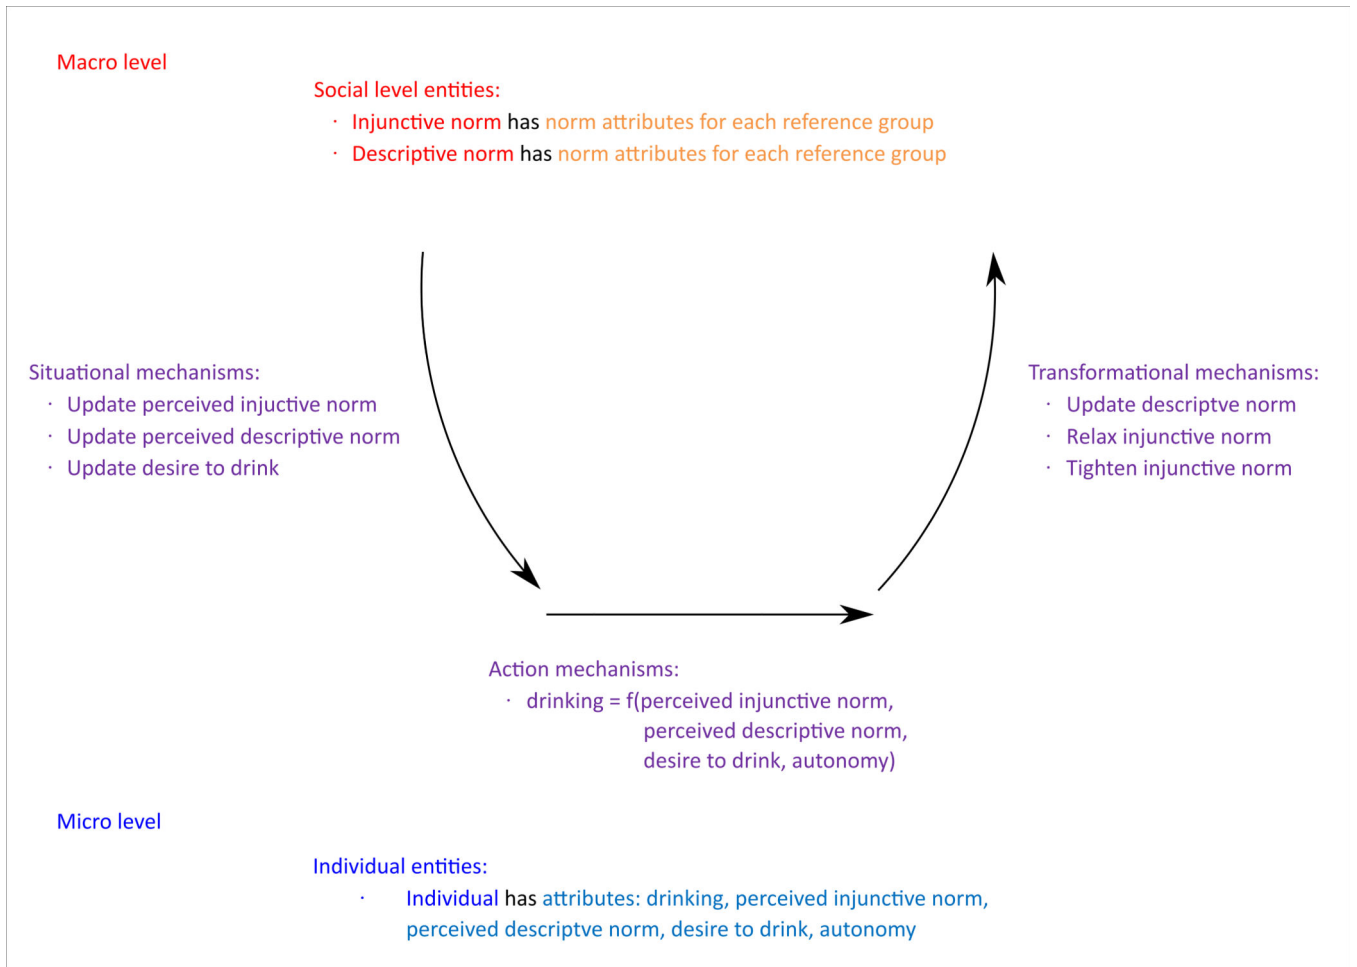 Macro level
Social level entities:
· Injunctive norm has norm attributes for each reference group
· Descriptive norm has norm attributes for each reference group
Situational mechanisms:
· Update perceived injuctive norm
· Update perceived descriptive norm
· Update desire to drink
Transformational mechanisms:
· Update descriptve norm
· Relax injunctive norm
· Tighten injunctive norm
Action mechanisms:
· drinking = f(perceived injunctive norm,
perceived descriptive norm,
desire to drink, autonomy)
Micro level
Individual entities:
· Individual has attributes: drinking, perceived injunctive norm,
perceived descriptve norm, desire to drink, autonomy